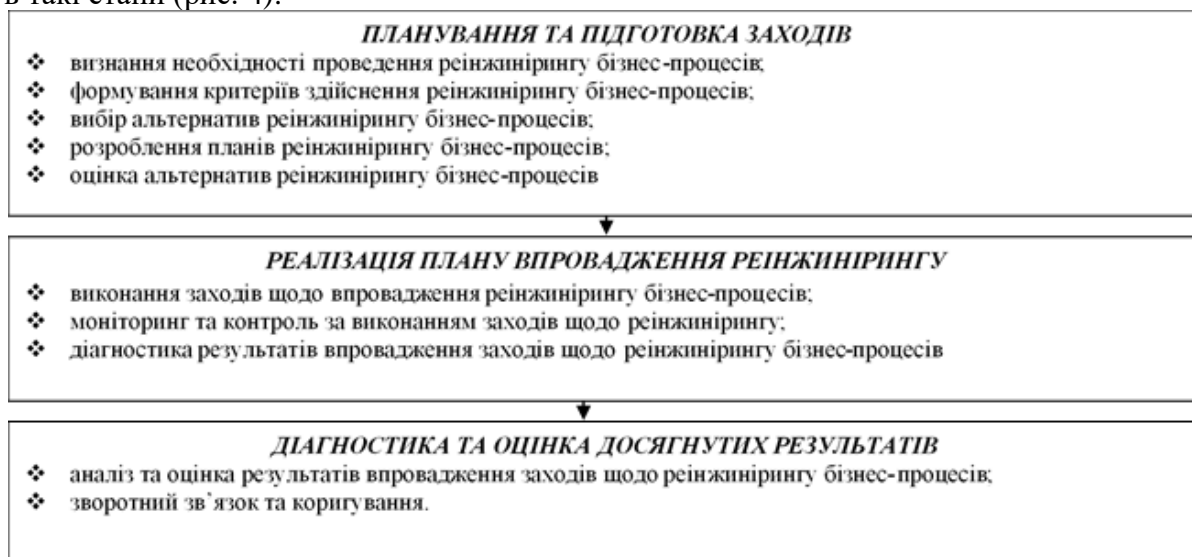 в такі етапи (рис. 4):
ПЛАНУВАННЯ ТА ПІДГОТОВКА ЗАХОДІВ
❖ визнання необхідності проведення реінжинірингу бізнес-процесів;
❖ формування критеріїв здійснення реінжинірингу бізнес-процесів;
❖ вибір альтернатив реінжинірингу бізнес-процесів;
❖ розроблення планів реінжинірингу бізнес-процесів;
❖ оцінка альтернатив реінжинірингу бізнес-процесів
РЕАЛІЗАЦІЯ ПЛАНУ ВПРОВАДЖЕННЯ РЕІНЖИНІРИНГУ
❖ виконання заходів щодо впровадження реінжинірингу бізнес-процесів;
❖ моніторинг та контроль за виконанням заходів щодо реінжинірингу;
❖ діагностика результатів впровадження заходів щодо реінжинірингу бізнес-процесів
ДІАГНОСТИКА ТА ОЦІНКА ДОСЯГНУТИХ РЕЗУЛЬТАТІВ
❖ аналіз та оцінка результатів впровадження заходів щодо реінжинірингу бізнес-процесів;
❖ зворотний зв`язок та коригування.